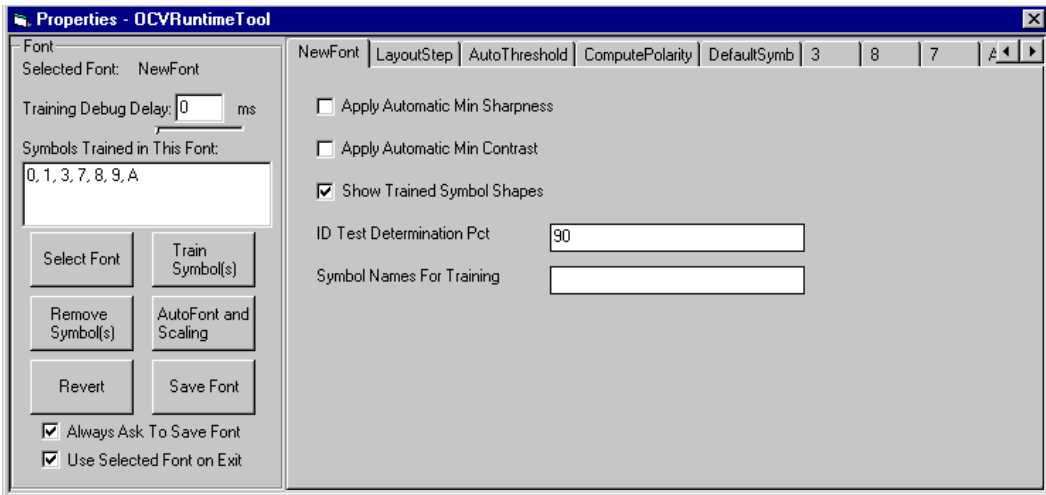 Properties - OCVRuntimeTool
Font
Selected Font: NewFont
Training Debug Delay: 0 ms
Symbols Trained in This Font:
0, 1, 3, 7, 8, 9, A
Select Font
Train
Symbol(s)
Remove
Symbol(s)
AutoFont and
Scaling
Revert
Save Font
Always Ask To Save Font
Use Selected Font on Exit
NewFont LayoutStep AutoThreshold ComputePolarity DefaultSymb 3 8 7
Apply Automatic Min Sharpness
Apply Automatic Min Contrast
Show Trained Symbol Shapes
ID Test Determination Pct 90
Symbol Names For Training